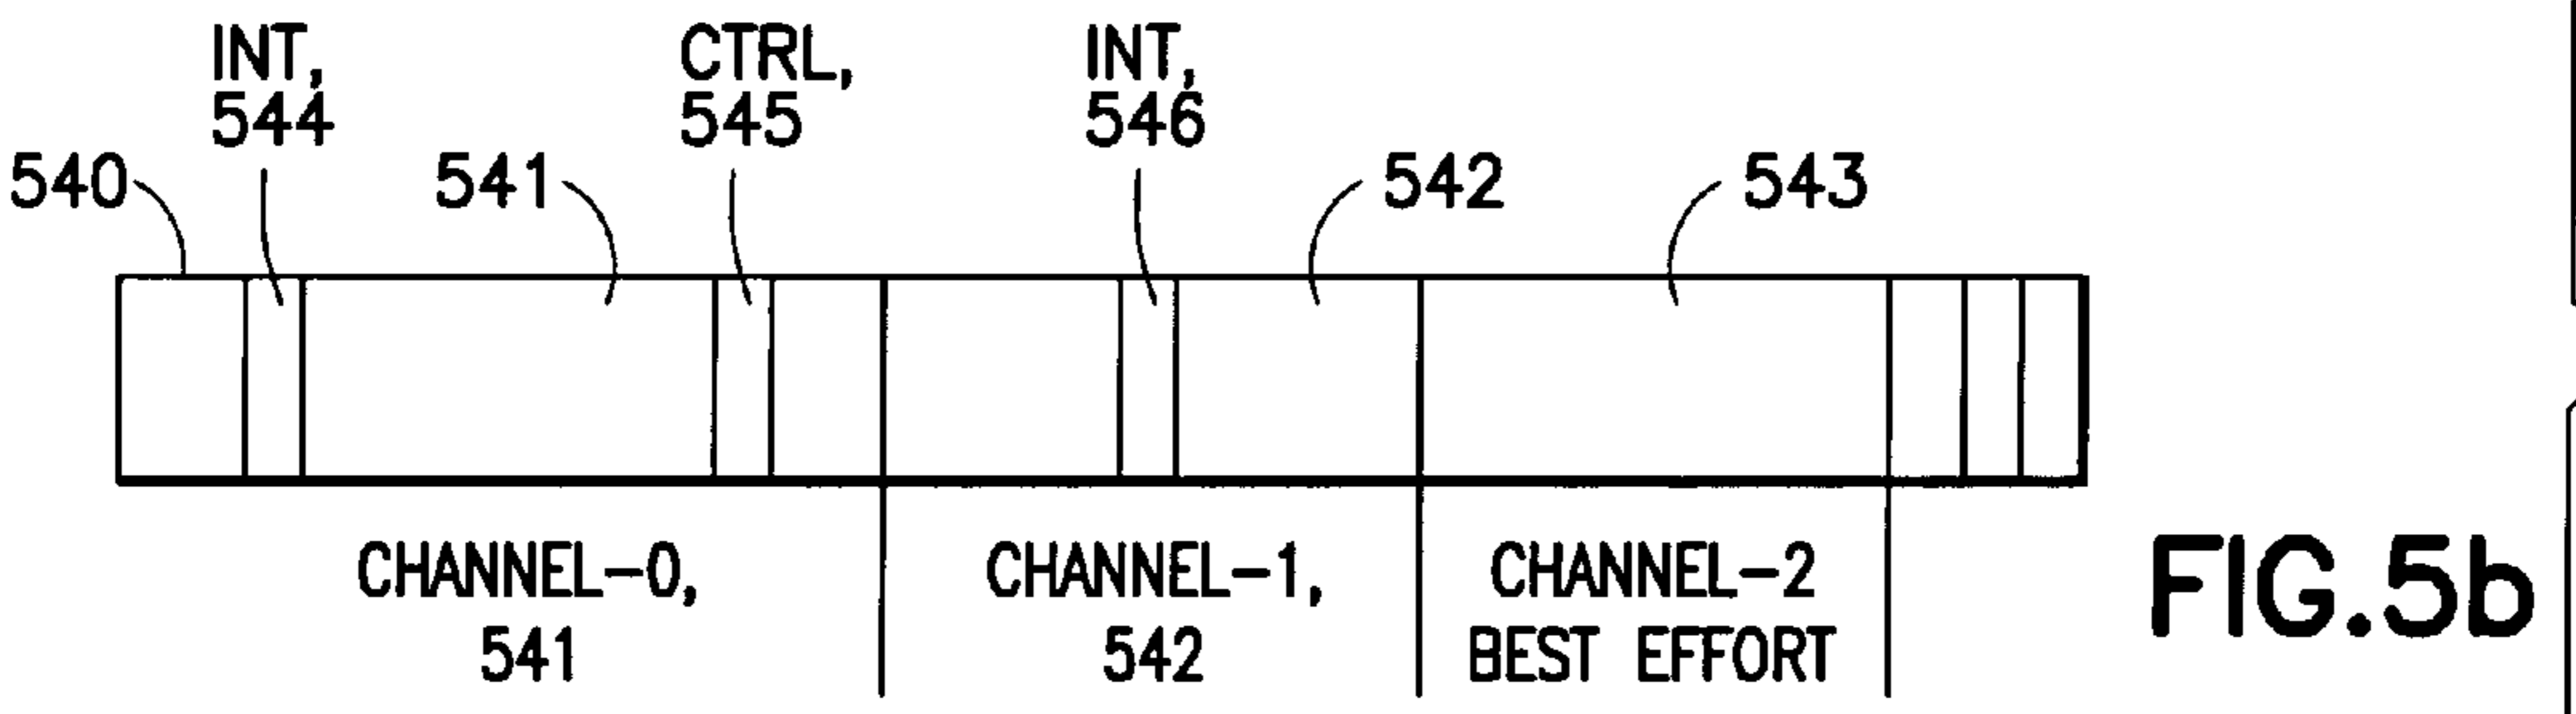 INT,
544
CTRL,
545
INT,
546
540
541
542
543
CHANNEL-0,
541
CHANNEL-1,
542
CHANNEL-2
BEST EFFORT
FIG.5b